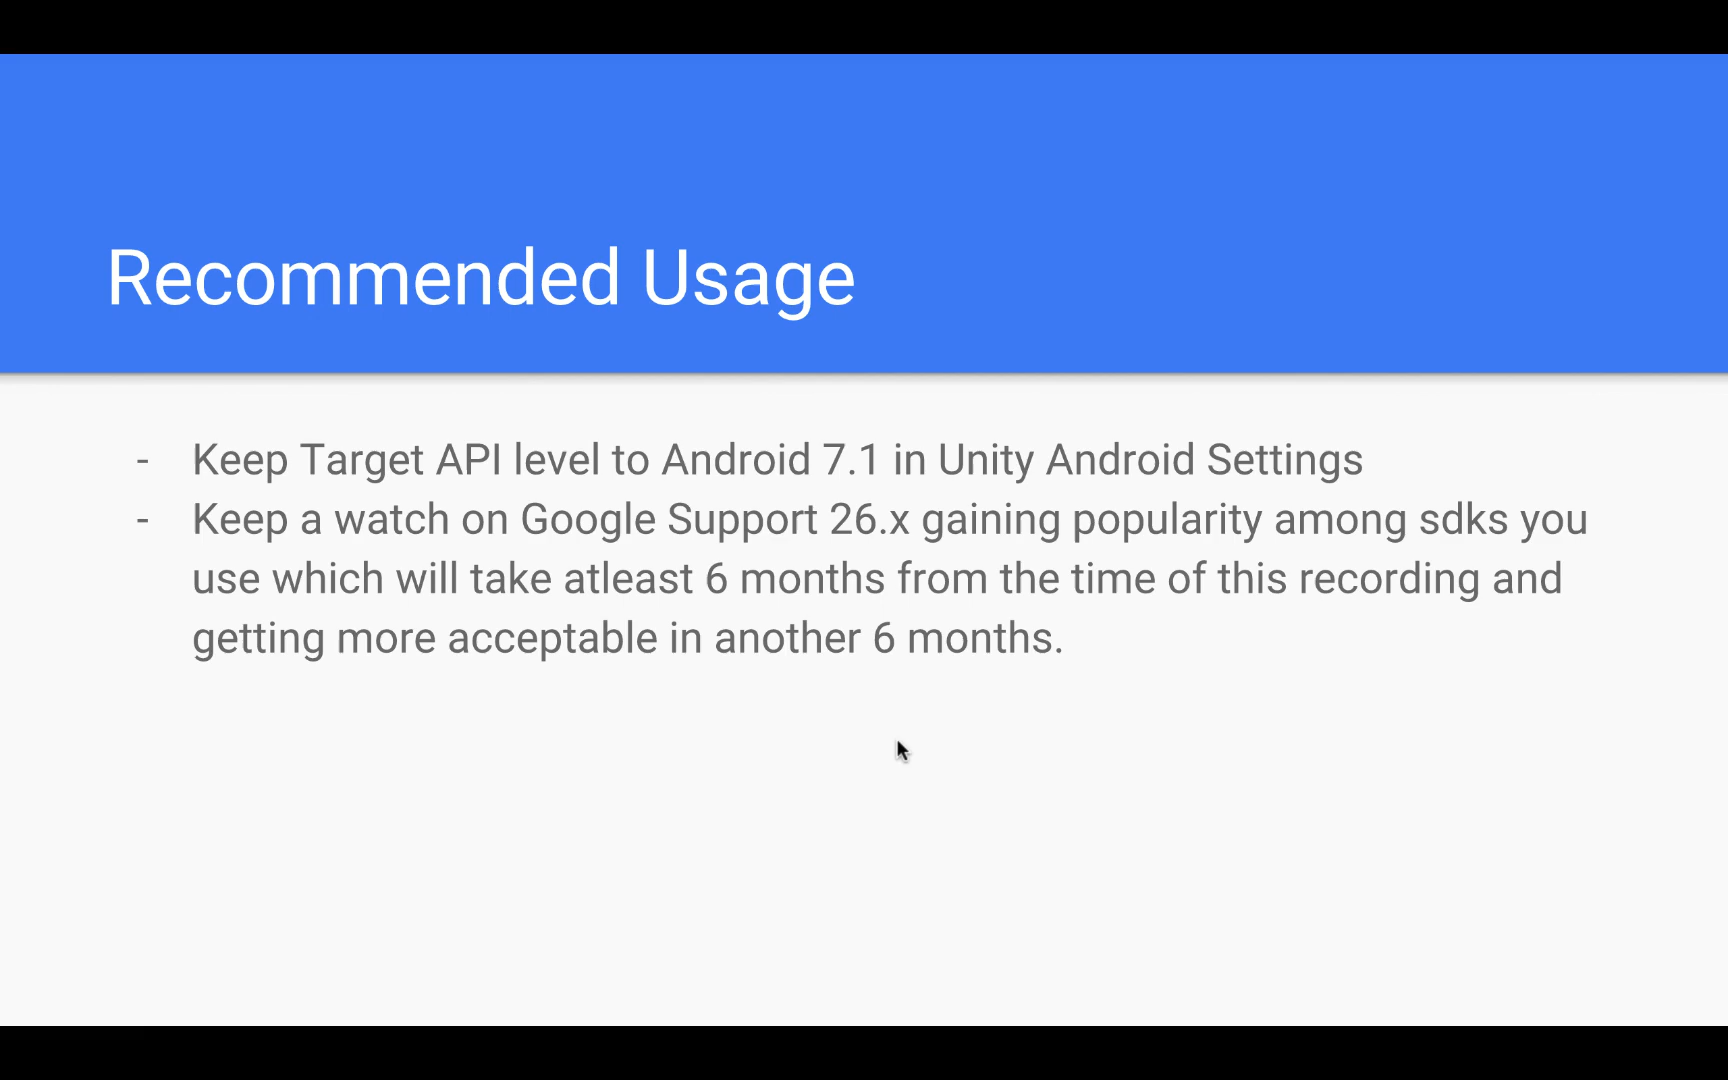 Recommended Usage
- Keep Target API level to Android 7.1 in Unity Android Settings
- Keep a watch on Google Support 26.x gaining popularity among sdks you
use which will take atleast 6 months from the time of this recording and
getting more acceptable in another 6 months.